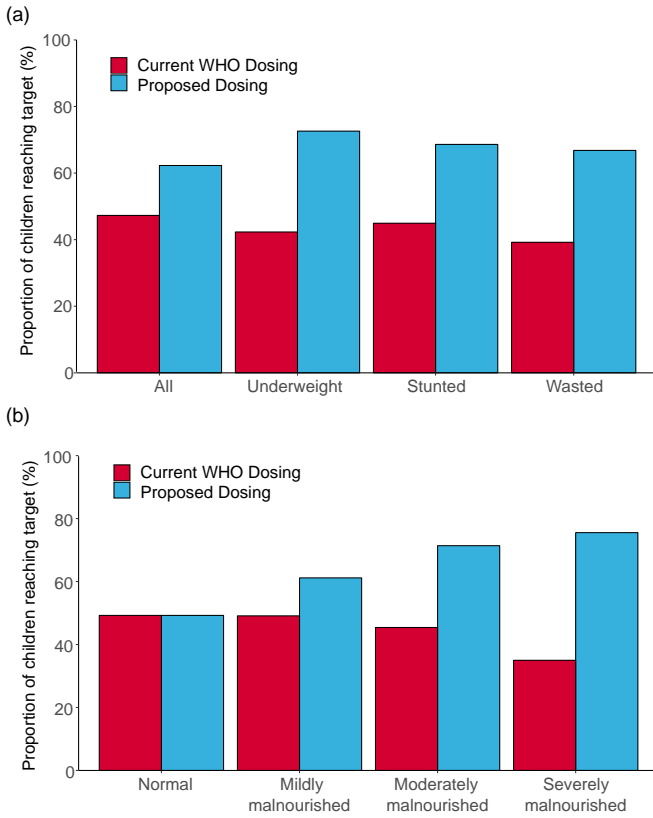 (a)
Proportion of children reaching target (%)
100
80
60
40
20
0
Current WHO Dosing
Proposed Dosing
All Underweight Stunted Wasted
(b)
Proportion of children reaching target (%)
100
80
60
40
20
0
Current WHO Dosing
Proposed Dosing
Normal Mildly Moderately Severely
malnourished malnourished malnourished